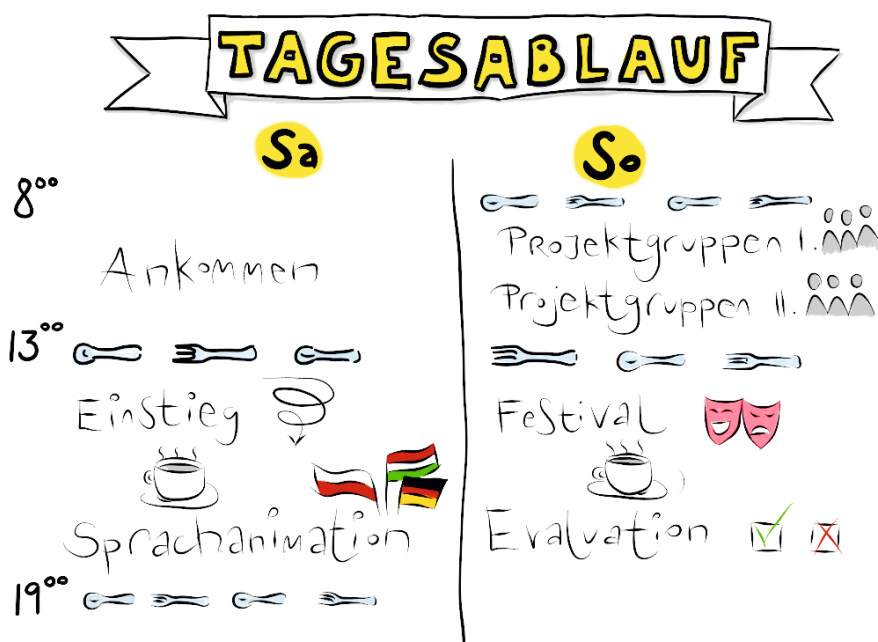 TAGESABLAUF
Sa
So
8⁰⁰
Ankommen
Projektgruppen I.
Projektgruppen II.
13⁰⁰
Einstieg
Festival
Sprachanimation
Evaluation
19⁰⁰